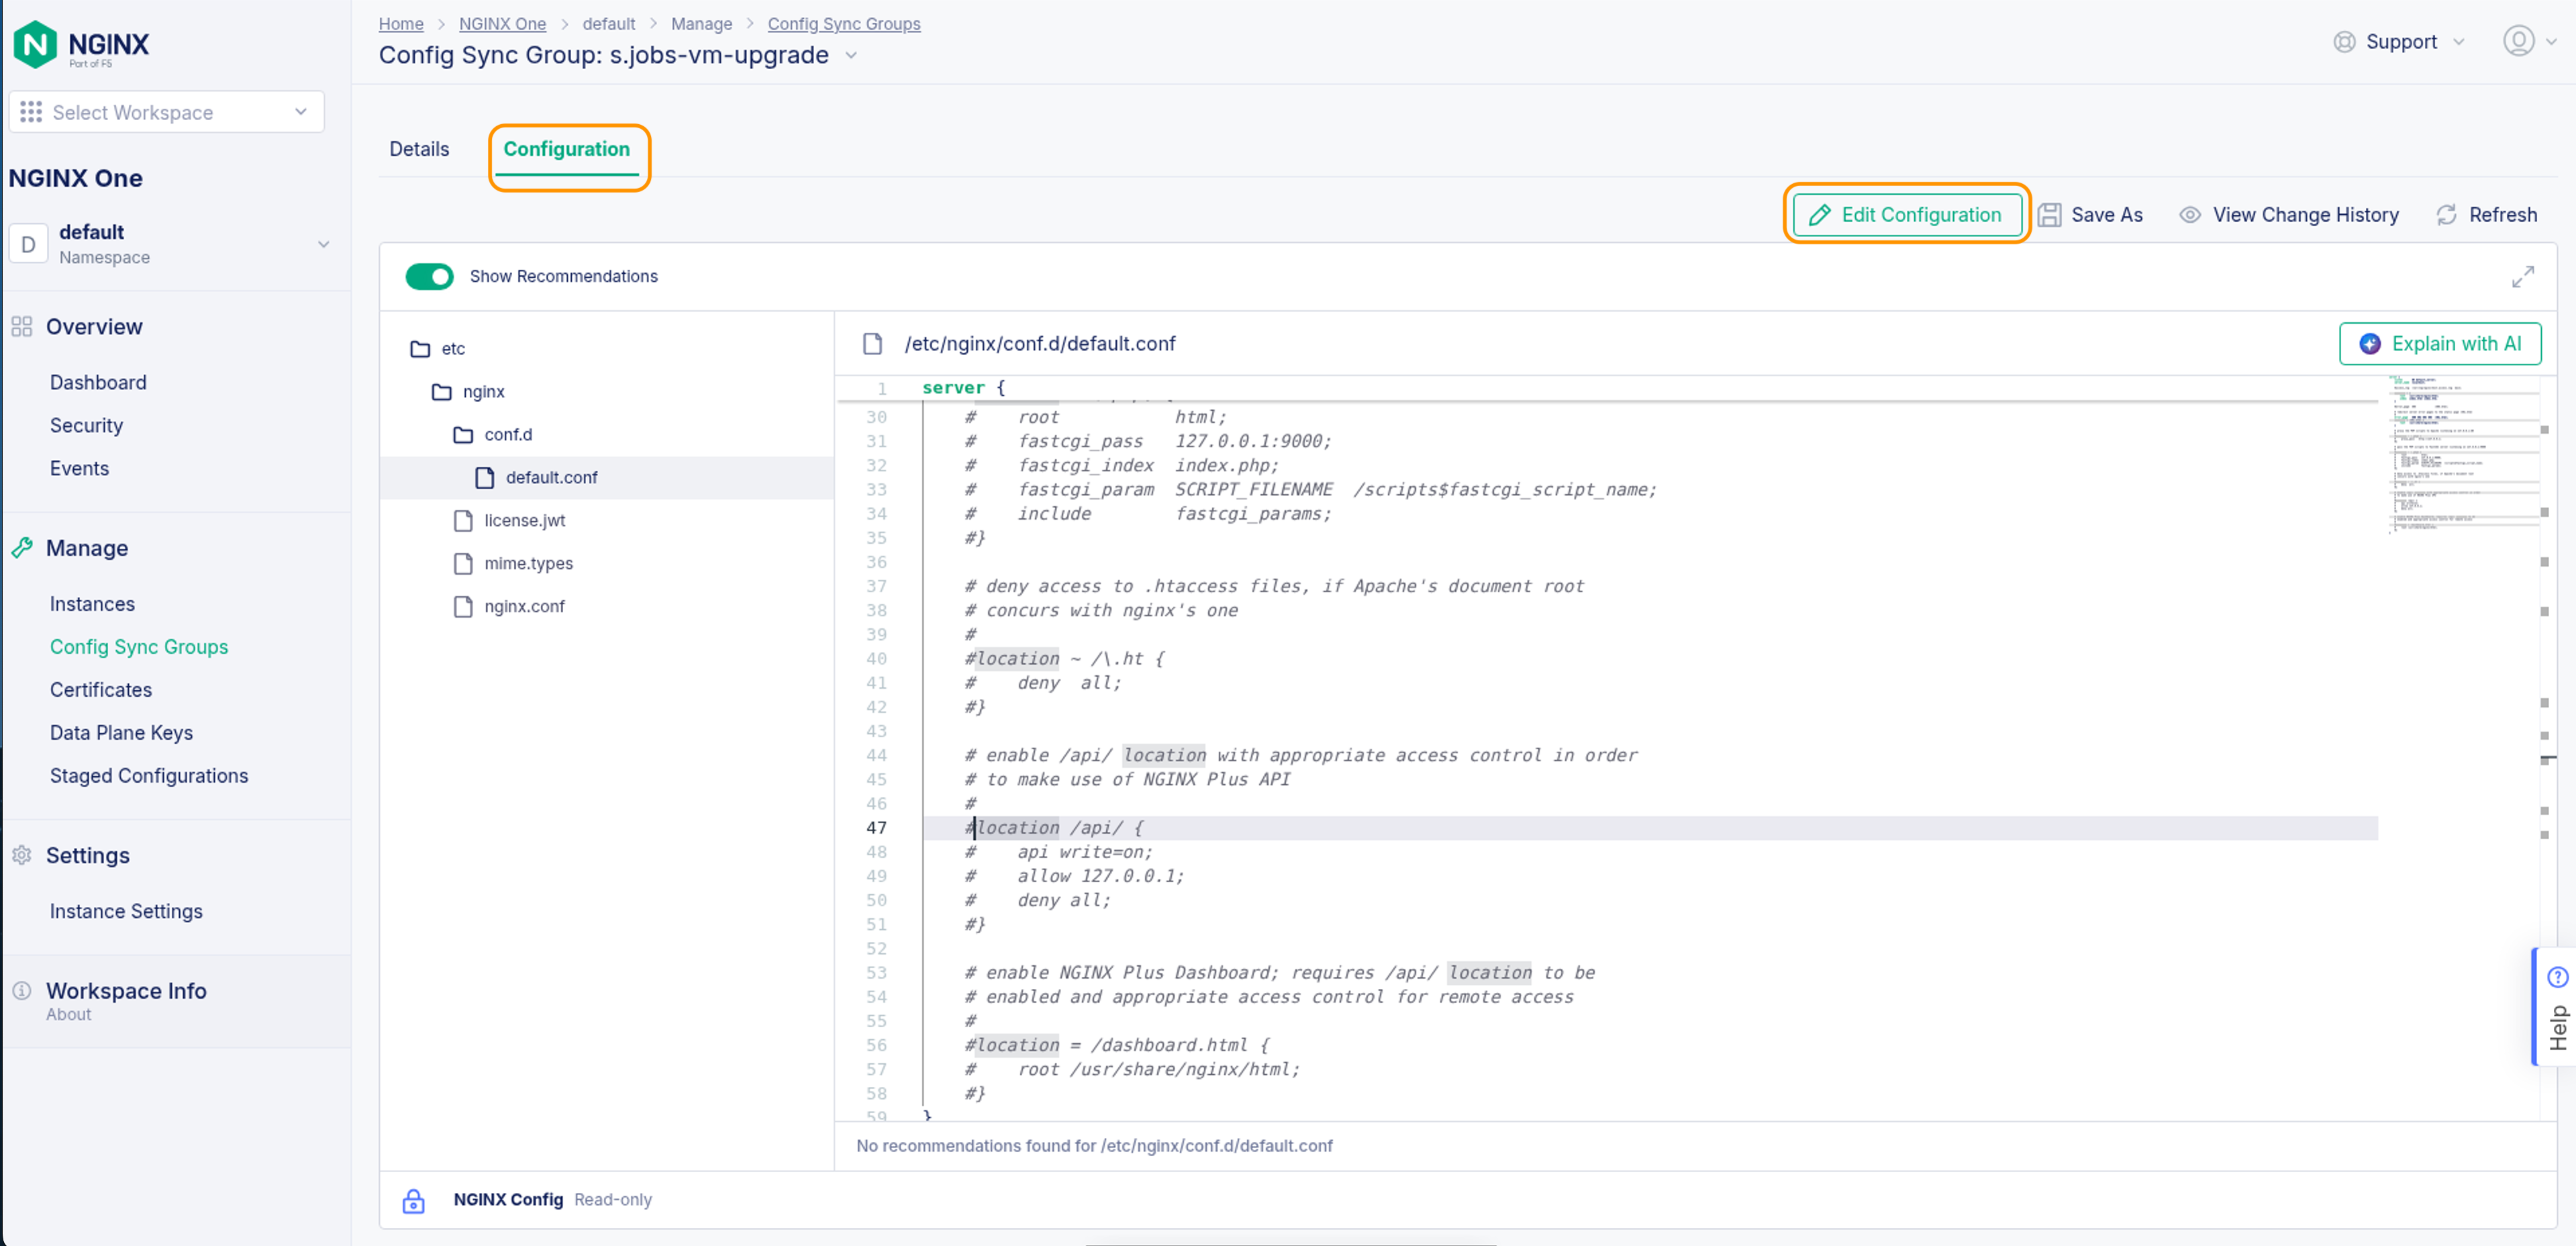 NGINX
Part of F5
Select Workspace
NGINX One
D
default
Namespace
Overview
Dashboard
Security
Events
Manage
Instances
Config Sync Groups
Certificates
Data Plane Keys
Staged Configurations
Settings
Instance Settings
Workspace Info
About
Home > NGINX One > default > Manage > Config Sync Groups
Config Sync Group: s.jobs-vm-upgrade
Support
Details
Configuration
Edit Configuration
Save As
View Change History
Refresh
Show Recommendations
etc
nginx
conf.d
default.conf
license.jwt
mime.types
nginx.conf
/etc/nginx/conf.d/default.conf
Explain with AI
1 server {
30 #    root           html;
31 #    fastcgi_pass   127.0.0.1:9000;
32 #    fastcgi_index  index.php;
33 #    fastcgi_param  SCRIPT_FILENAME  /scripts$fastcgi_script_name;
34 #    include        fastcgi_params;
35 #}
36
37 # deny access to .htaccess files, if Apache's document root
38 # concurs with nginx's one
39 #
40 #location ~ /\.ht {
41 #    deny  all;
42 #}
43
44 # enable /api/ location with appropriate access control in order
45 # to make use of NGINX Plus API
46 #
47 #location /api/ {
48 #    api write=on;
49 #    allow 127.0.0.1;
50 #    deny all;
51 #}
52
53 # enable NGINX Plus Dashboard; requires /api/ location to be
54 # enabled and appropriate access control for remote access
55 #
56 #location = /dashboard.html {
57 #    root /usr/share/nginx/html;
58 #}
59 }
No recommendations found for /etc/nginx/conf.d/default.conf
NGINX Config Read-only
Help